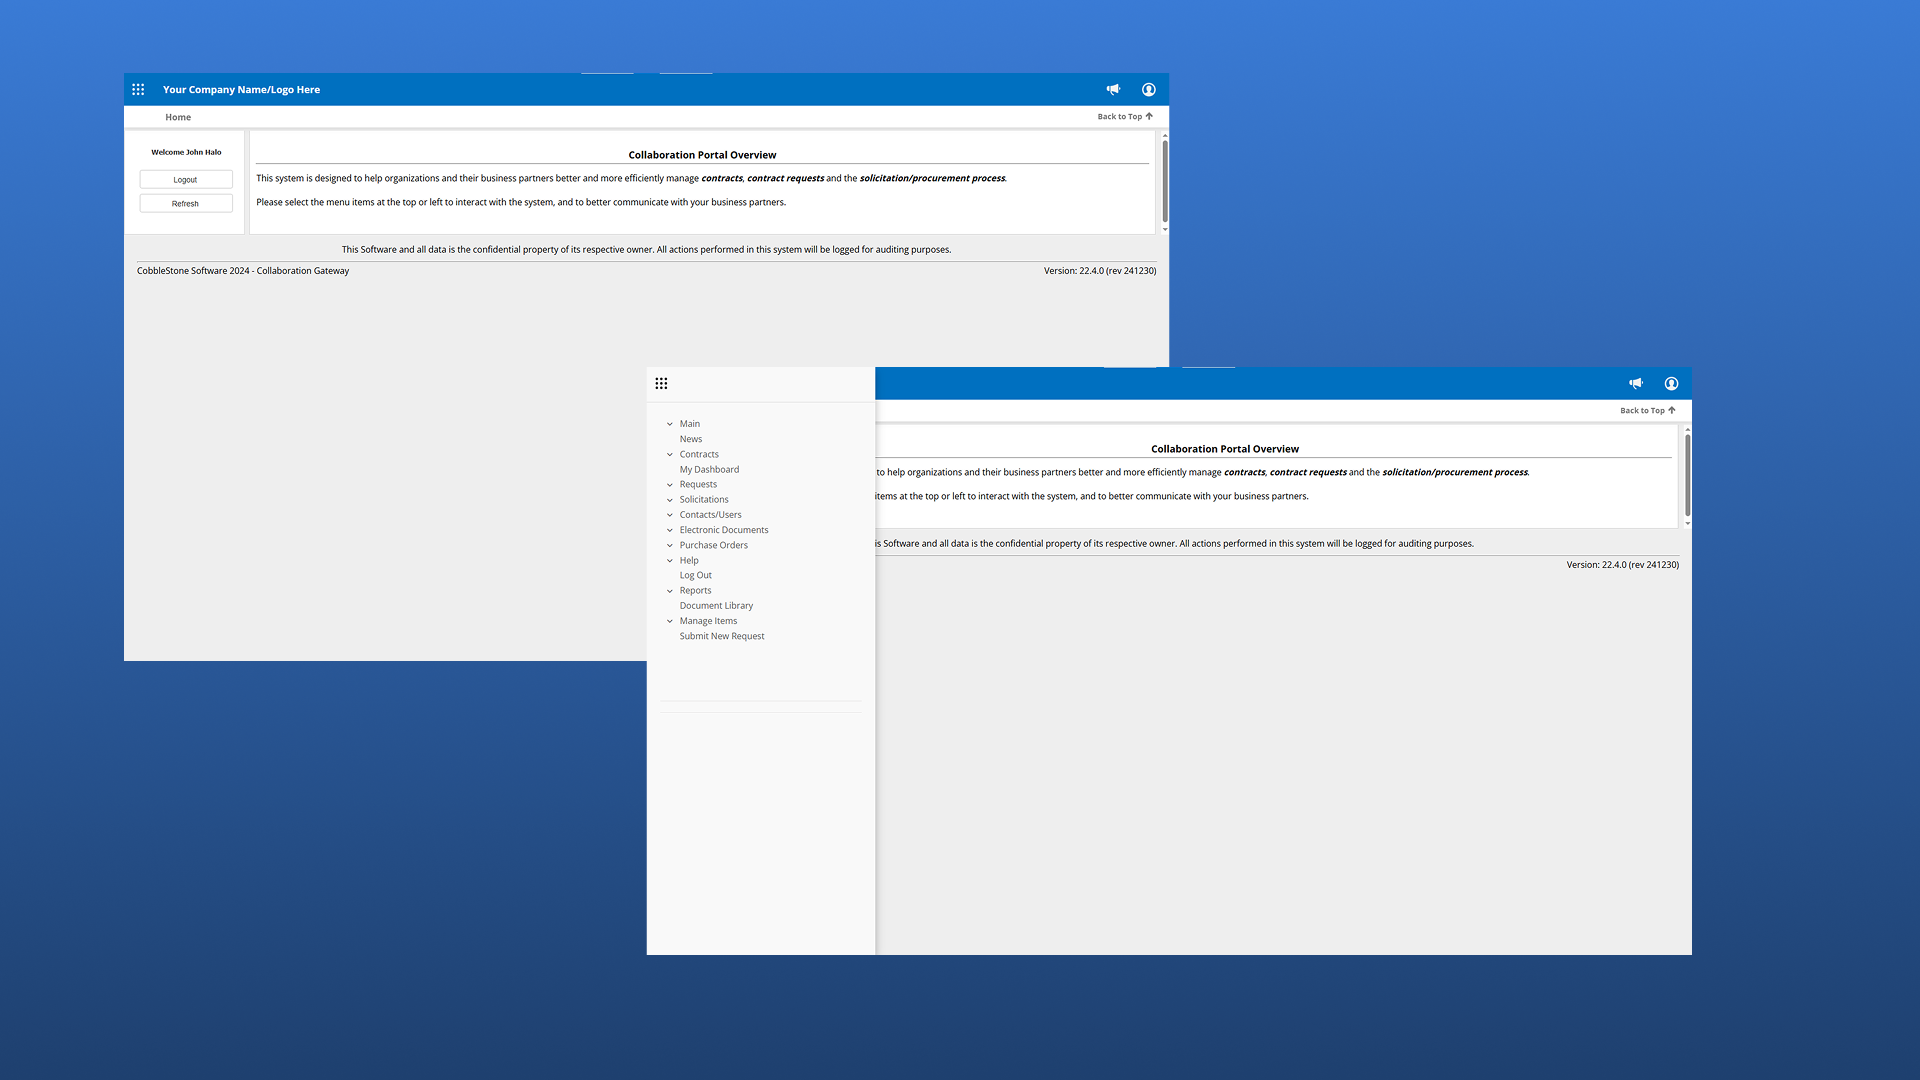 Your Company Name/Logo Here
Home
Back to Top
Welcome John Halo
Logout
Refresh
Collaboration Portal Overview
This system is designed to help organizations and their business partners better and more efficiently manage contracts, contract requests and the solicitation/procurement process.
Please select the menu items at the top or left to interact with the system, and to better communicate with your business partners.
This Software and all data is the confidential property of its respective owner. All actions performed in this system will be logged for auditing purposes.
CobbleStone Software 2024 - Collaboration Gateway
Version: 22.4.0 (rev 241230)
Main
News
Contracts
My Dashboard
Requests
Solicitations
Contacts/Users
Electronic Documents
Purchase Orders
Help
Log Out
Reports
Document Library
Manage Items
Submit New Request
Back to Top
Collaboration Portal Overview
to help organizations and their business partners better and more efficiently manage contracts, contract requests and the solicitation/procurement process.
items at the top or left to interact with the system, and to better communicate with your business partners.
is Software and all data is the confidential property of its respective owner. All actions performed in this system will be logged for auditing purposes.
Version: 22.4.0 (rev 241230)